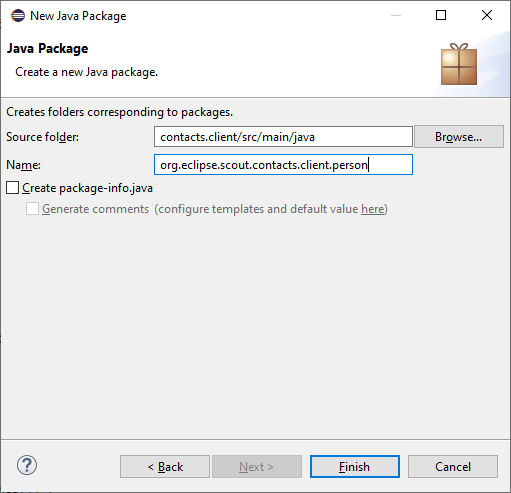 New Java Package
Java Package
Create a new Java package.
Creates folders corresponding to packages.
Source folder: contacts.client/src/main/java Browse...
Name: org.eclipse.scout.contacts.client.person
Create package-info.java
Generate comments (configure templates and default value here)
? < Back Next > Finish Cancel